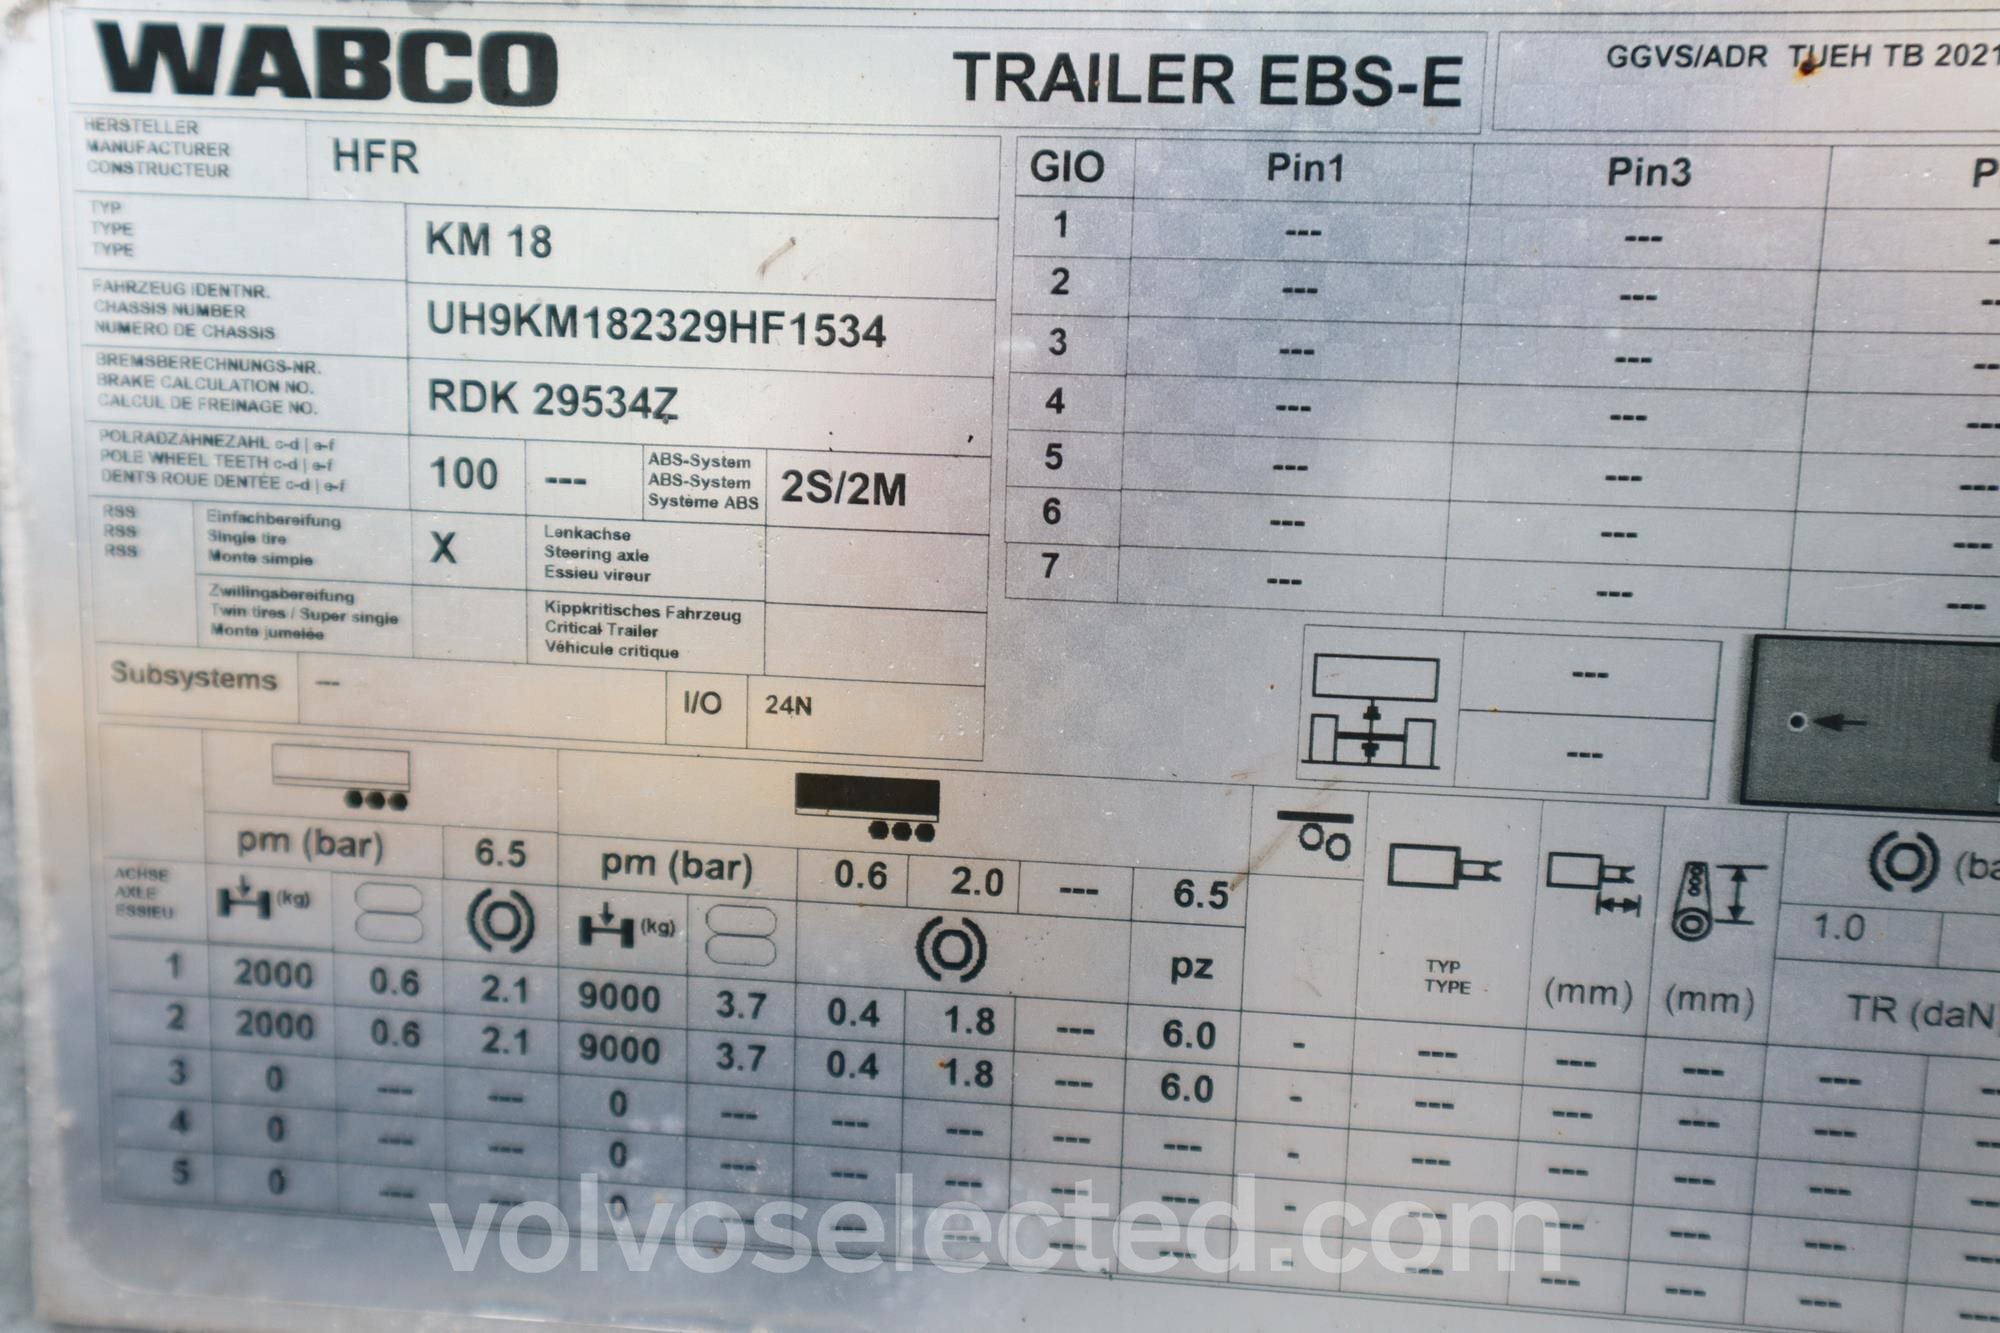 WABCO
TRAILER EBS-E
GGVS/ADR TUEH TB 2021
HERSTELLER
MANUFACTURER
CONSTRUCTEUR
HFR
TYP
TYPE
TYPE
KM 18
FAHRZEUG IDENTNR.
CHASSIS NUMBER
NUMERO DE CHASSIS
UH9KM182329HF1534
BREMSBERECHNUNGS-NR.
BRAKE CALCULATION NO.
CALCUL DE FREINAGE NO.
RDK 29534Z
POLRADZÄHNEZAHL c-d | e-f
POLE WHEEL TEETH c-d | e-f
DENTS ROUE DENTÉE c-d | e-f
100 ---
ABS-System
ABS-System
Système ABS
2S/2M
RSS
RSS
RSS
Einfachbereifung
Single tire
Monte simple
X
Lenkachse
Steering axle
Essieu vireur
Zwillingsbereifung
Twin tires / Super single
Monte jumelée
Kippkritisches Fahrzeug
Critical Trailer
Véhicule critique
Subsystems --- I/O 24N
GIO Pin1 Pin3
1 --- --- 
2 --- ---
3 --- --- ---
4 --- --- ---
5 --- --- ---
6 --- --- ---
7 --- --- ---
---
---
pm (bar) 6.5 pm (bar) 0.6 2.0 --- 6.5
ACHSE
AXLE
ESSIEU
(kg) (kg) pz
TYP
TYPE
(mm) (mm)
1.0
TR (daN
1 2000 0.6 2.1 9000 3.7 0.4 1.8 --- 6.0 - --- --- --- ---
2 2000 0.6 2.1 9000 3.7 0.4 1.8 --- 6.0 - --- --- --- ---
3 0 --- --- 0 --- --- --- --- --- - --- --- --- ---
4 0 --- --- 0 --- --- --- --- --- - --- --- --- ---
5 0 --- --- 0 --- --- --- --- --- - --- --- --- ---
volvoselected.com